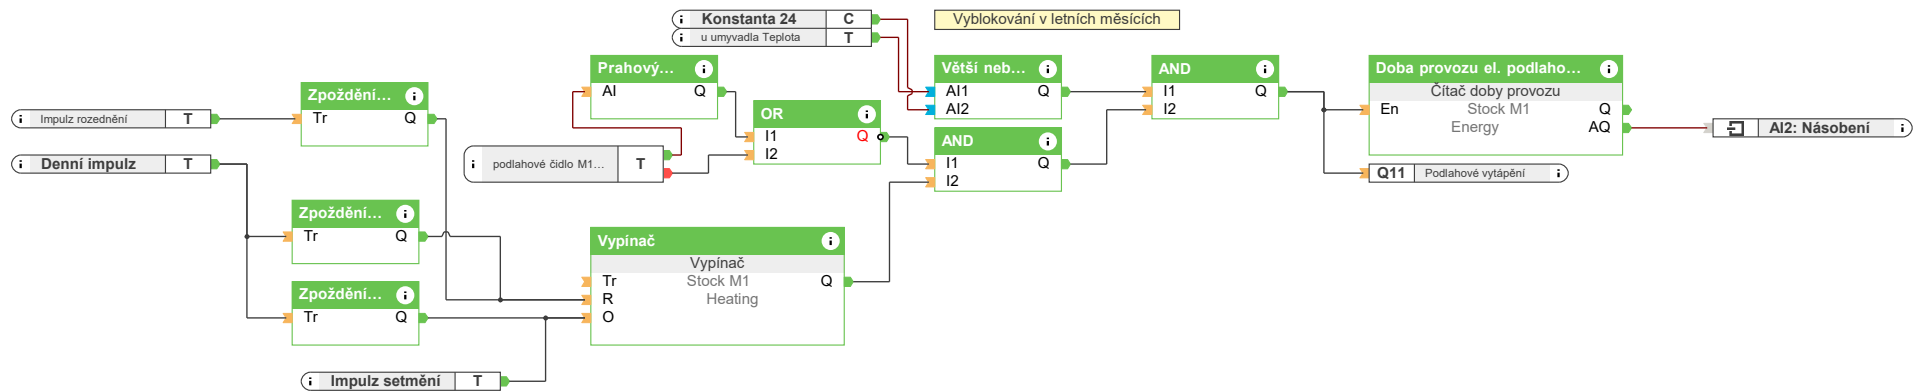 Konstanta 24 C
u umyvadla Teplota T
Vyblokování v letních měsících
Prahový...
AI Q
Větší neb...
AI1 Q
AI2
AND
I1 Q
I2
Doba provozu el. podlaho...
Čítač doby provozu
En Stock M1 Q
Energy AQ
AI2: Násobení
Zpoždění...
Tr Q
Impulz rozednění T
Denní impulz T
OR
I1 Q
I2
podlahové čidlo M1... T
AND
I1 Q
I2
Q11 Podlahové vytápění
Zpoždění...
Tr Q
Vypínač
Vypínač
Tr Stock M1 Q
R Heating
O
Zpoždění...
Tr Q
Impulz setmění T